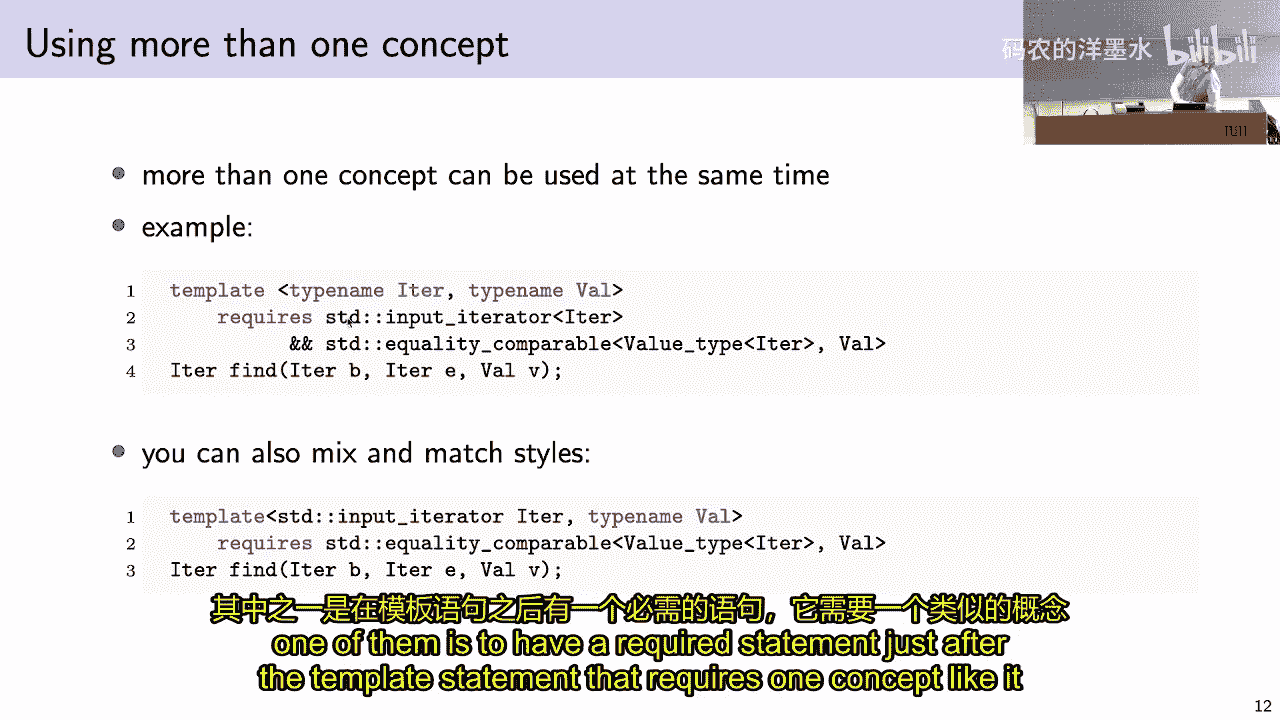 Using more than one concept
码农的洋墨水 bilibili
more than one concept can be used at the same time
example:
1 template <typename Iter, typename Val>
2 requires std::input_iterator<Iter>
3 && std::equality_comparable<Value_type<Iter>, Val>
4 Iter find(Iter b, Iter e, Val v);
you can also mix and match styles:
1 template<std::input_iterator Iter, typename Val>
2 requires std::equality_comparable<Value_type<Iter>, Val>
3 Iter find(Iter b, Iter e, Val v);
其中之一是在模板语句之后有一个必需的语句，它需要一个类似的概念
one of them is to have a required statement just after
the template statement that requires one concept like it
12